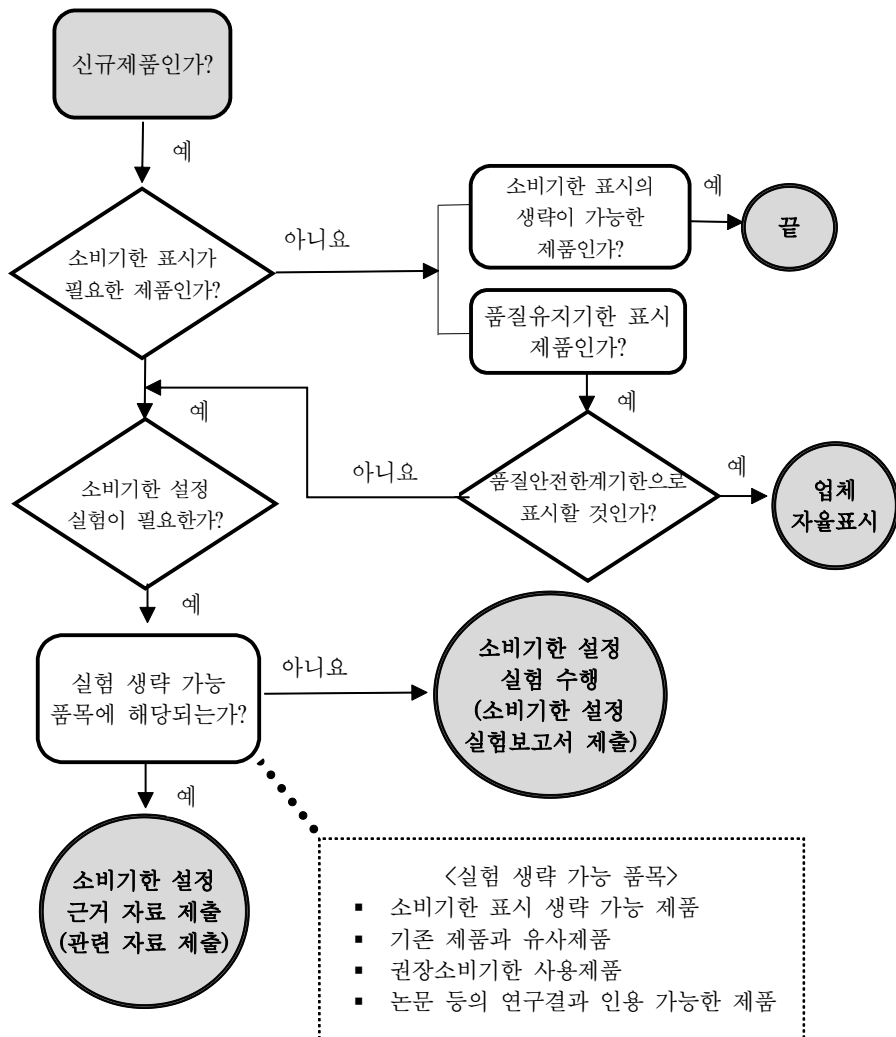 신규제품인가?
예
소비기한 표시가
필요한 제품인가?
아니요
소비기한 표시의
생략이 가능한
제품인가?
예
끝
품질유지기한 표시
제품인가?
예
예
품질안전한계기한으로
표시할 것인가?
아니요
예
업체
자율표시
소비기한 설정
실험이 필요한가?
예
실험 생략 가능
품목에 해당되는가?
아니요
소비기한 설정
실험 수행
(소비기한 설정
실험보고서 제출)
예
소비기한 설정
근거 자료 제출
(관련 자료 제출)
<실험 생략 가능 품목>
▪ 소비기한 표시 생략 가능 제품
▪ 기존 제품과 유사제품
▪ 권장소비기한 사용제품
▪ 논문 등의 연구결과 인용 가능한 제품